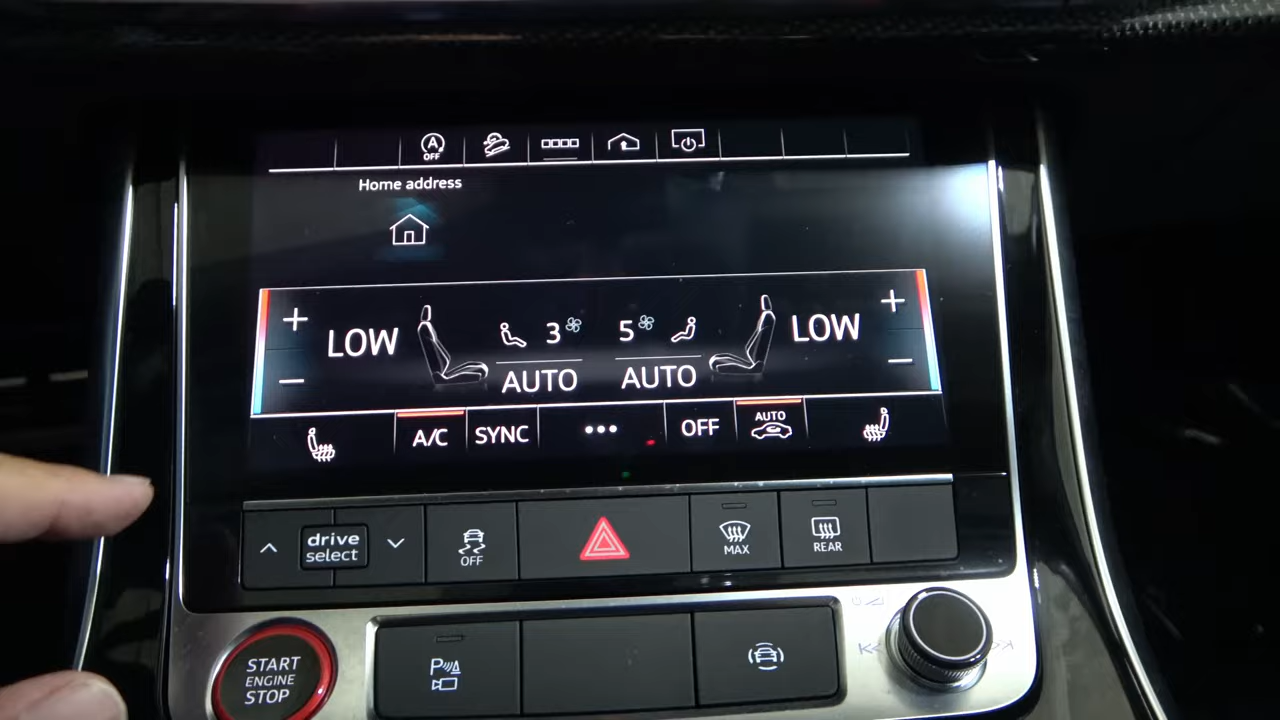 A
OFF
Home address
+ LOW 3 5 LOW +
− AUTO AUTO −
A/C SYNC ••• OFF AUTO
drive
select
OFF
MAX
REAR
START
ENGINE
STOP
P